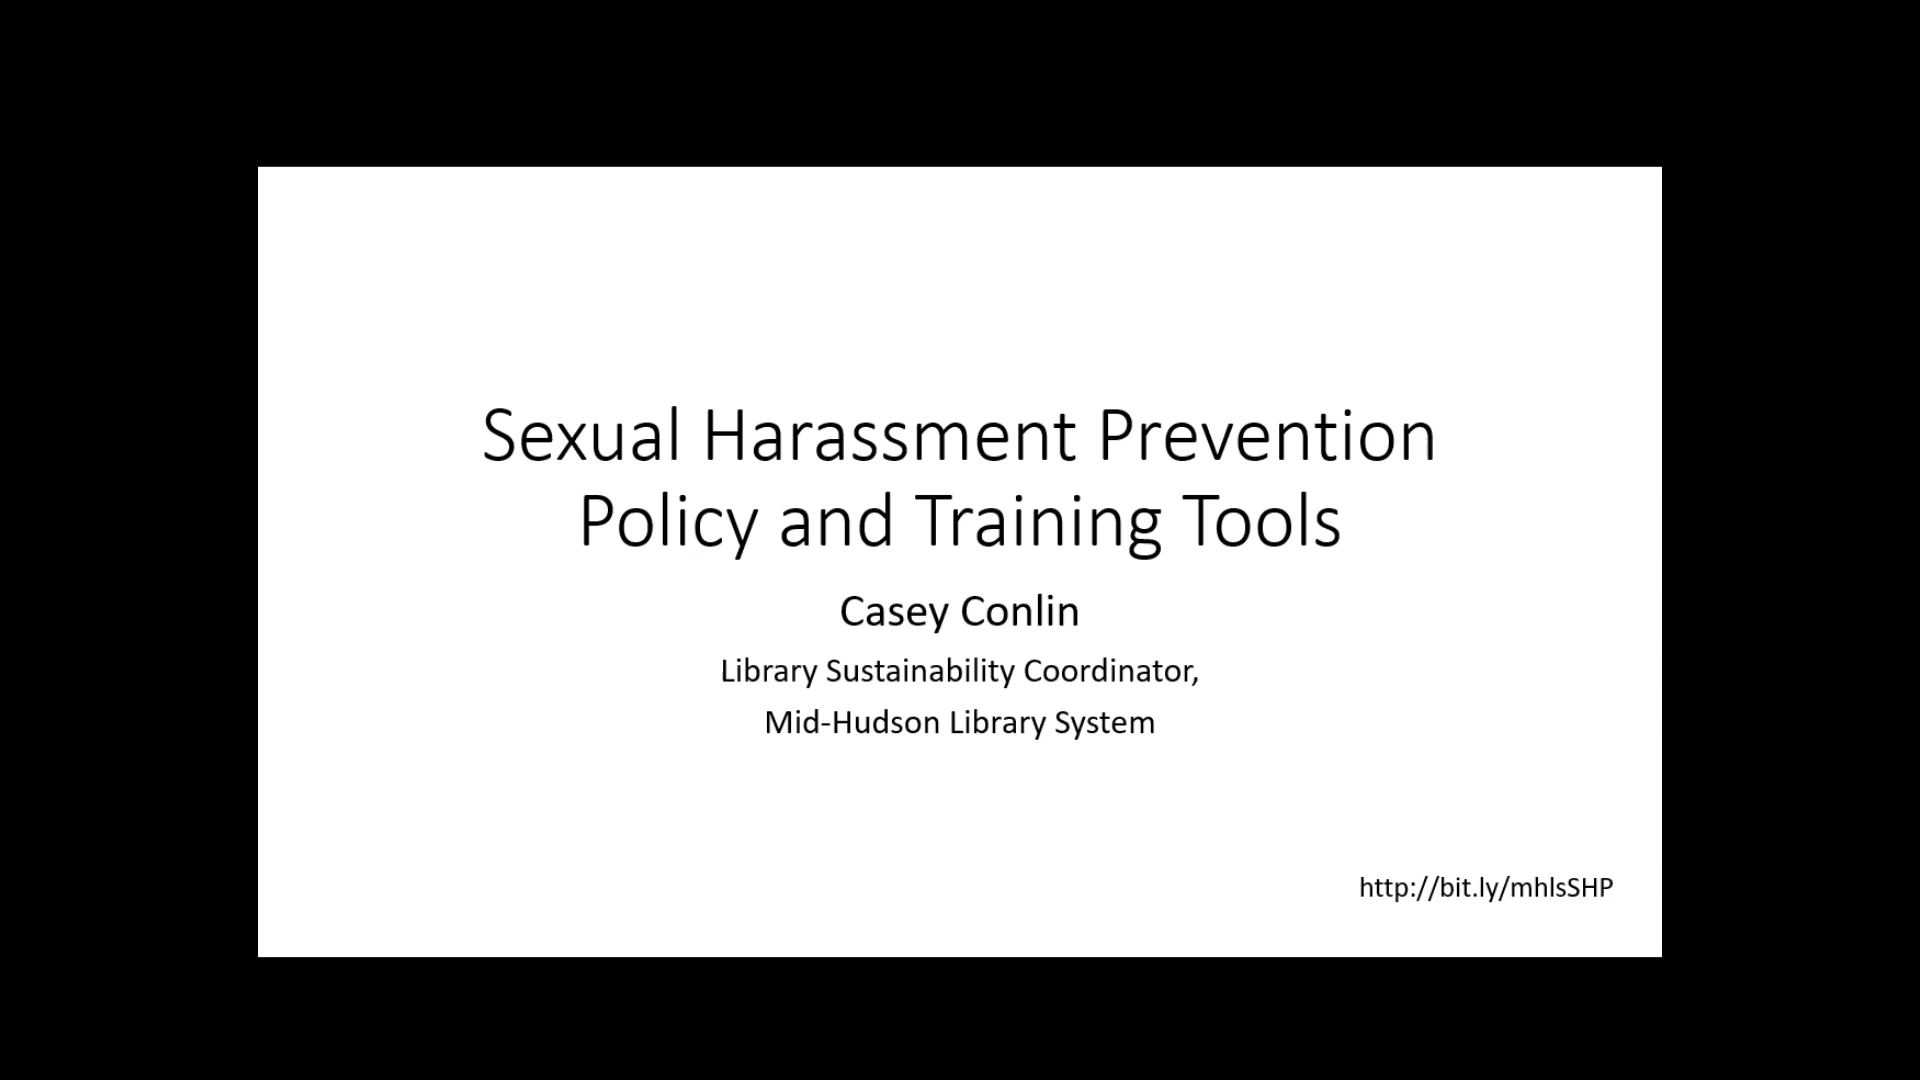 Sexual Harassment Prevention
Policy and Training Tools
Casey Conlin
Library Sustainability Coordinator,
Mid-Hudson Library System
http://bit.ly/mhlsSHP